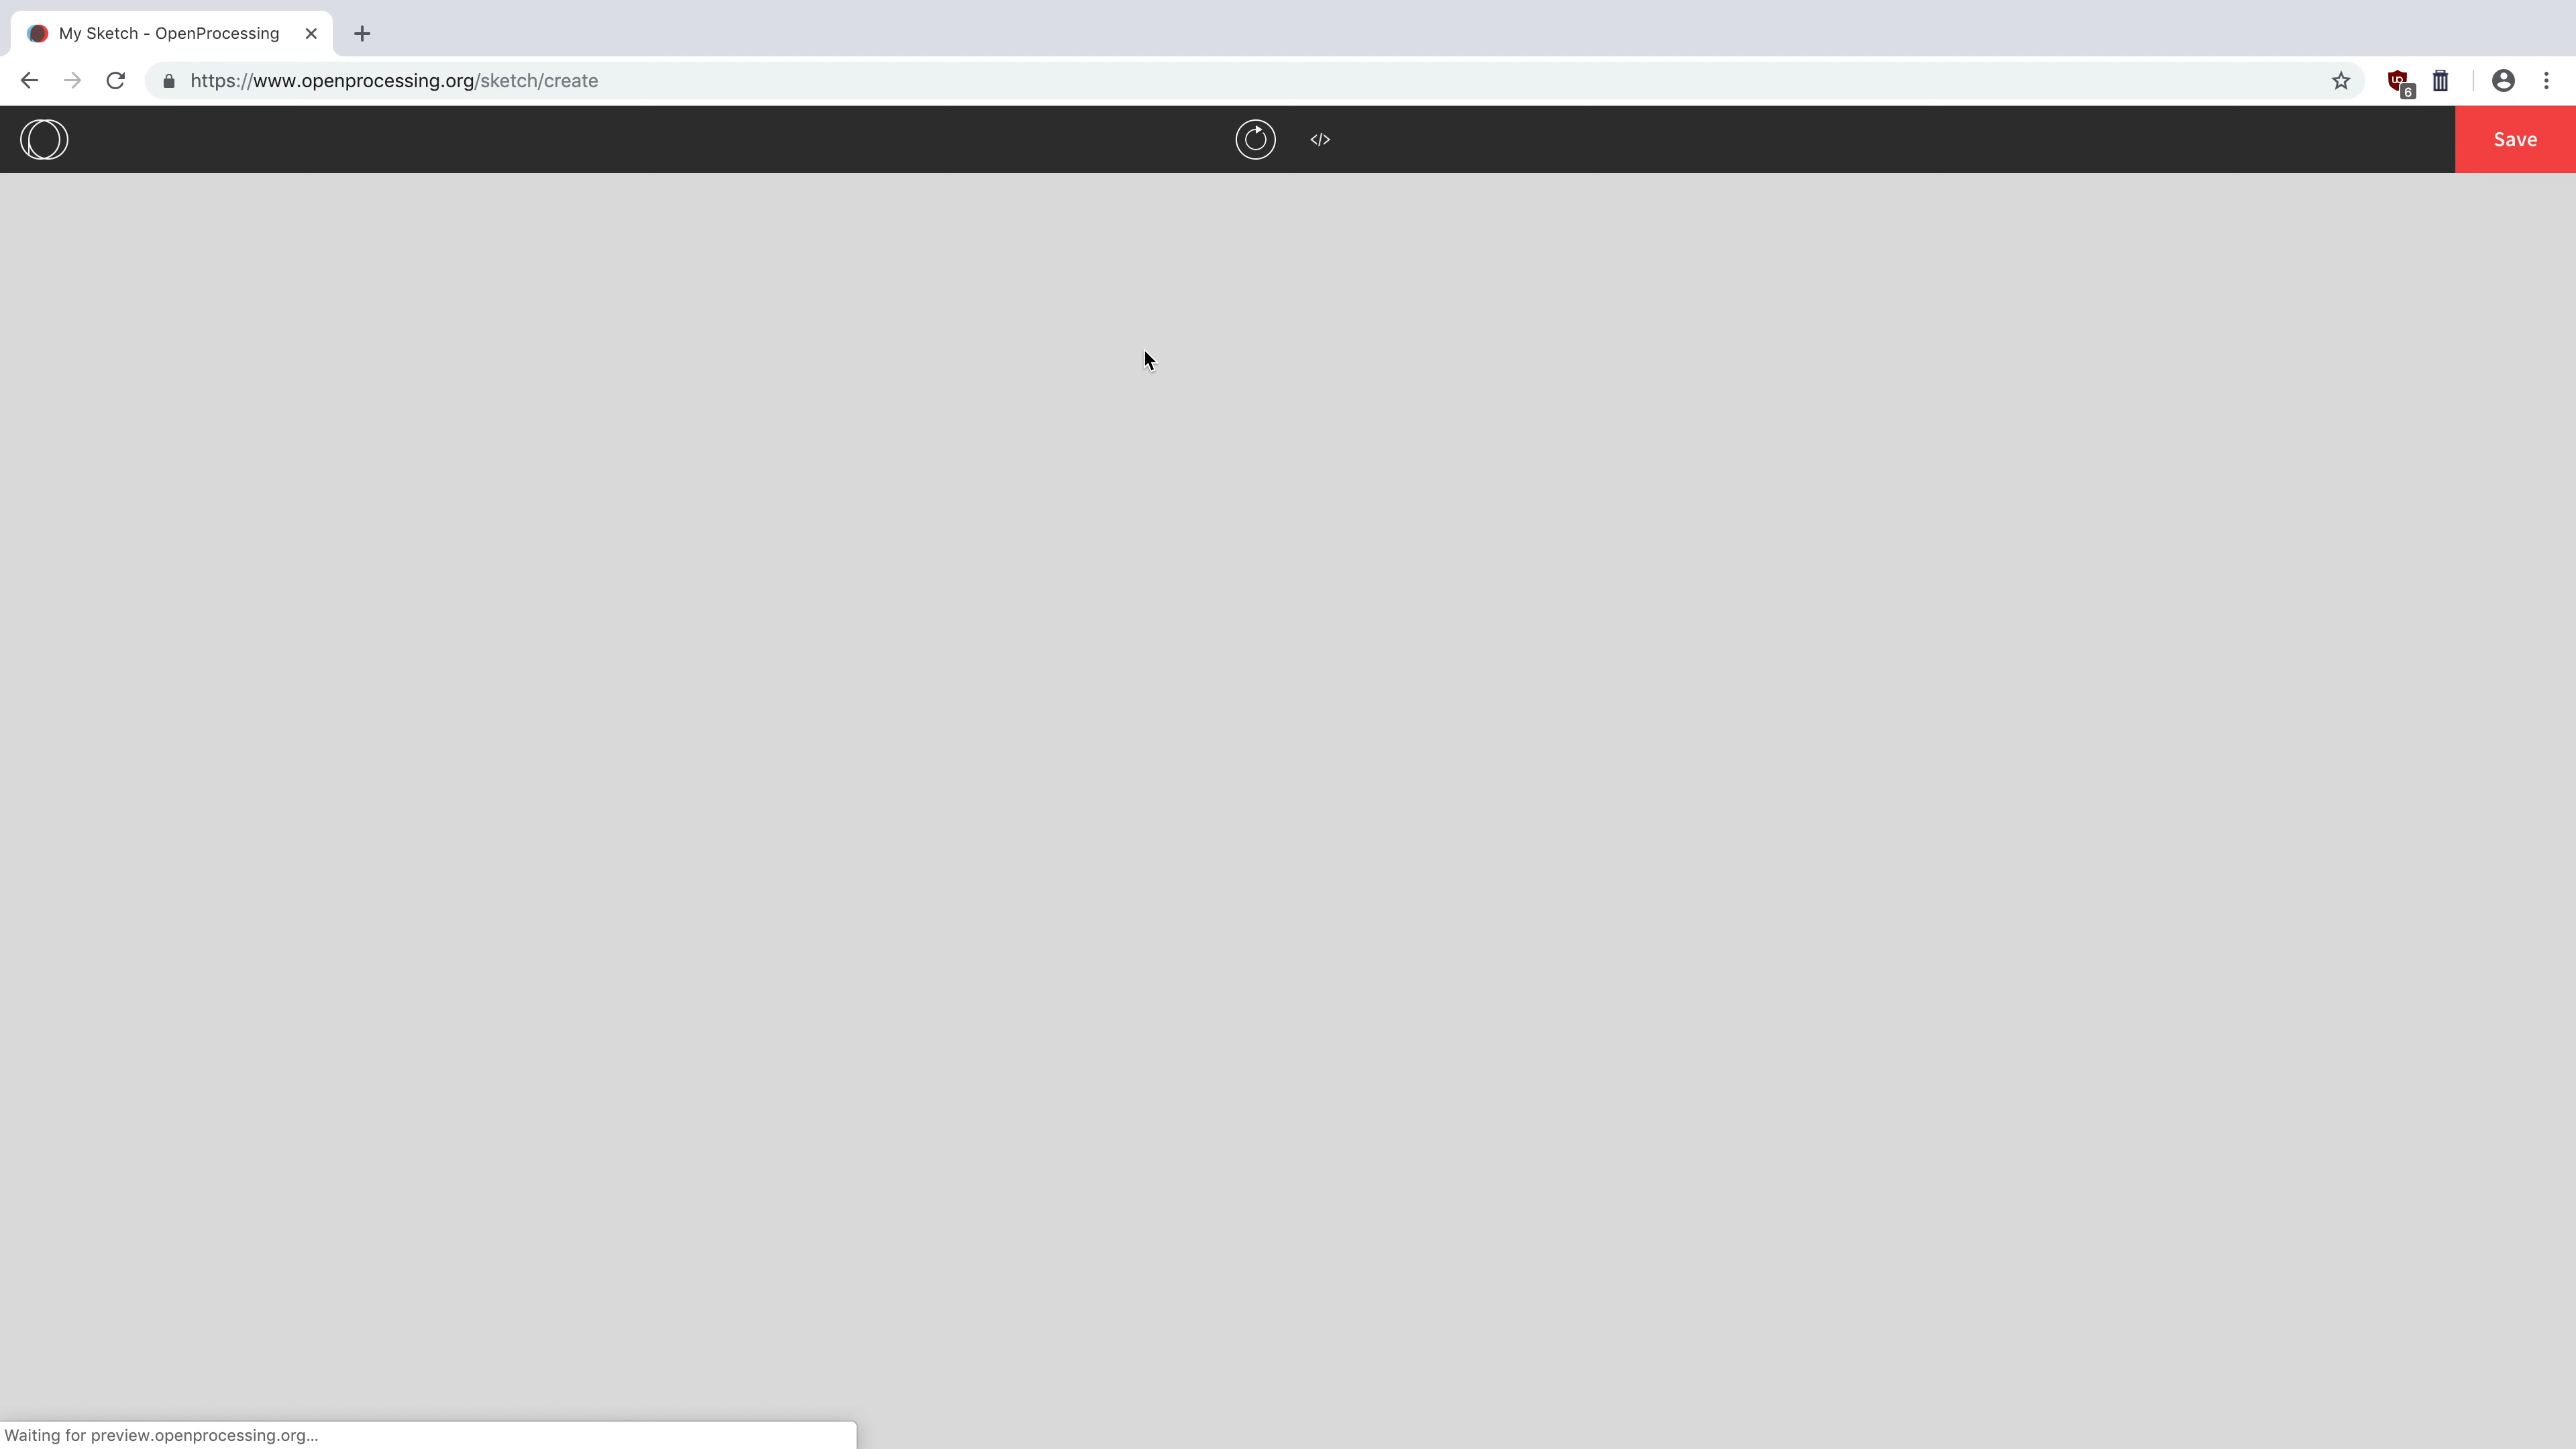 My Sketch - OpenProcessing
https://www.openprocessing.org/sketch/create
6
</>
Save
Waiting for preview.openprocessing.org...